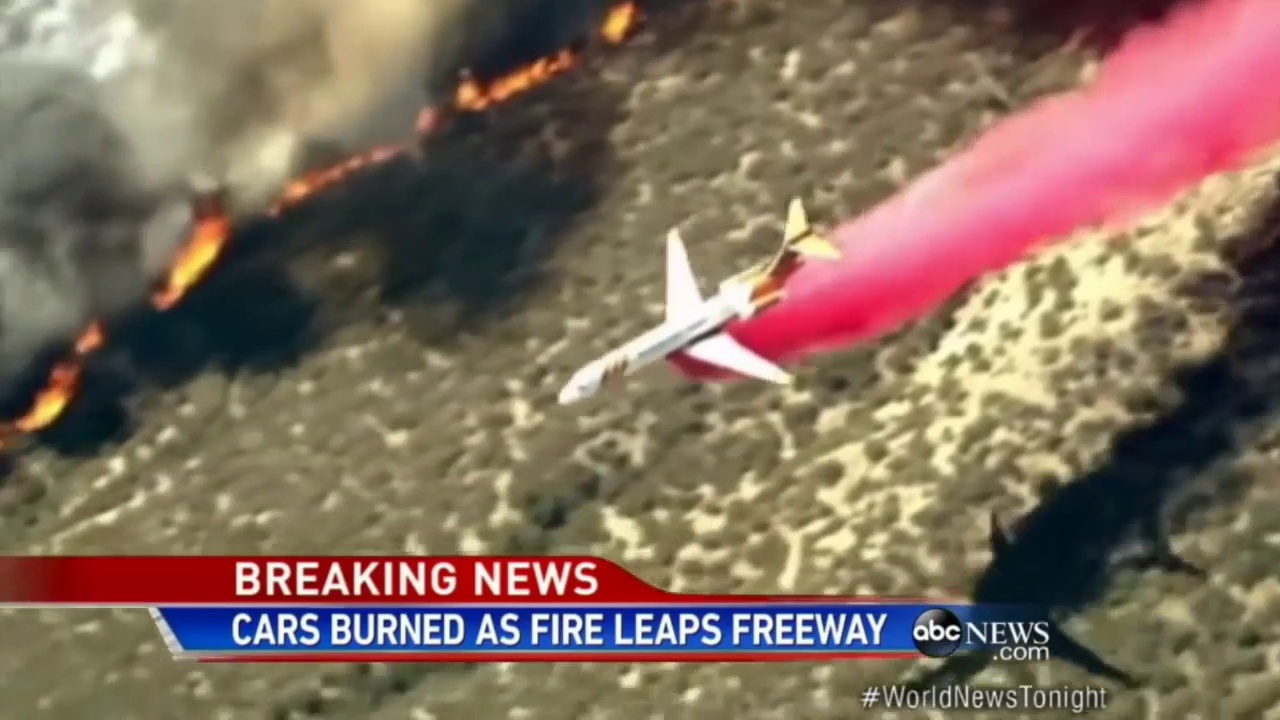 BREAKING NEWS
CARS BURNED AS FIRE LEAPS FREEWAY
abc NEWS
.com
#WorldNewsTonight